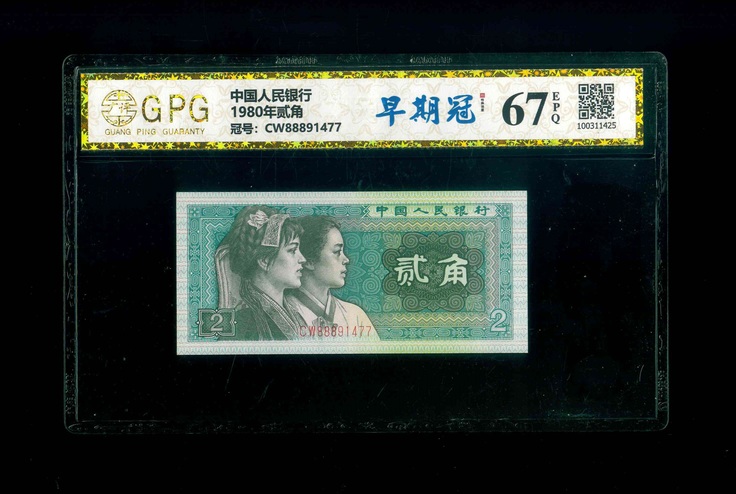 GPG
GUANG PING GUARANTY
中国人民银行
1980年贰角
冠号：CW88891477
早期冠
67 EPQ
100311425
中国人民银行
贰角
2
CW88891477
2